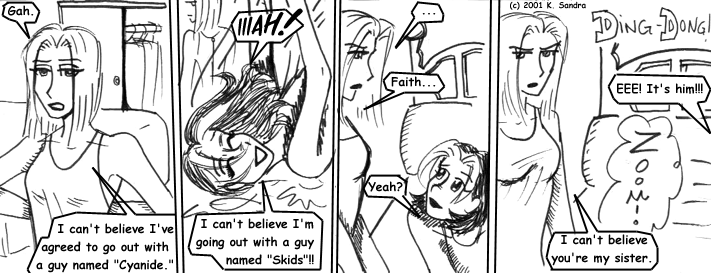 Gah.
I can't believe I've
agreed to go out with
a guy named "Cyanide."
IIIAH!
I can't believe I'm
going out with a guy
named "Skids"!!
...
Faith...
Yeah?
(c) 2001 K. Sandra
DING-DONG!
EEE! It's him!!!
ZOOM!
I can't believe
you're my sister.